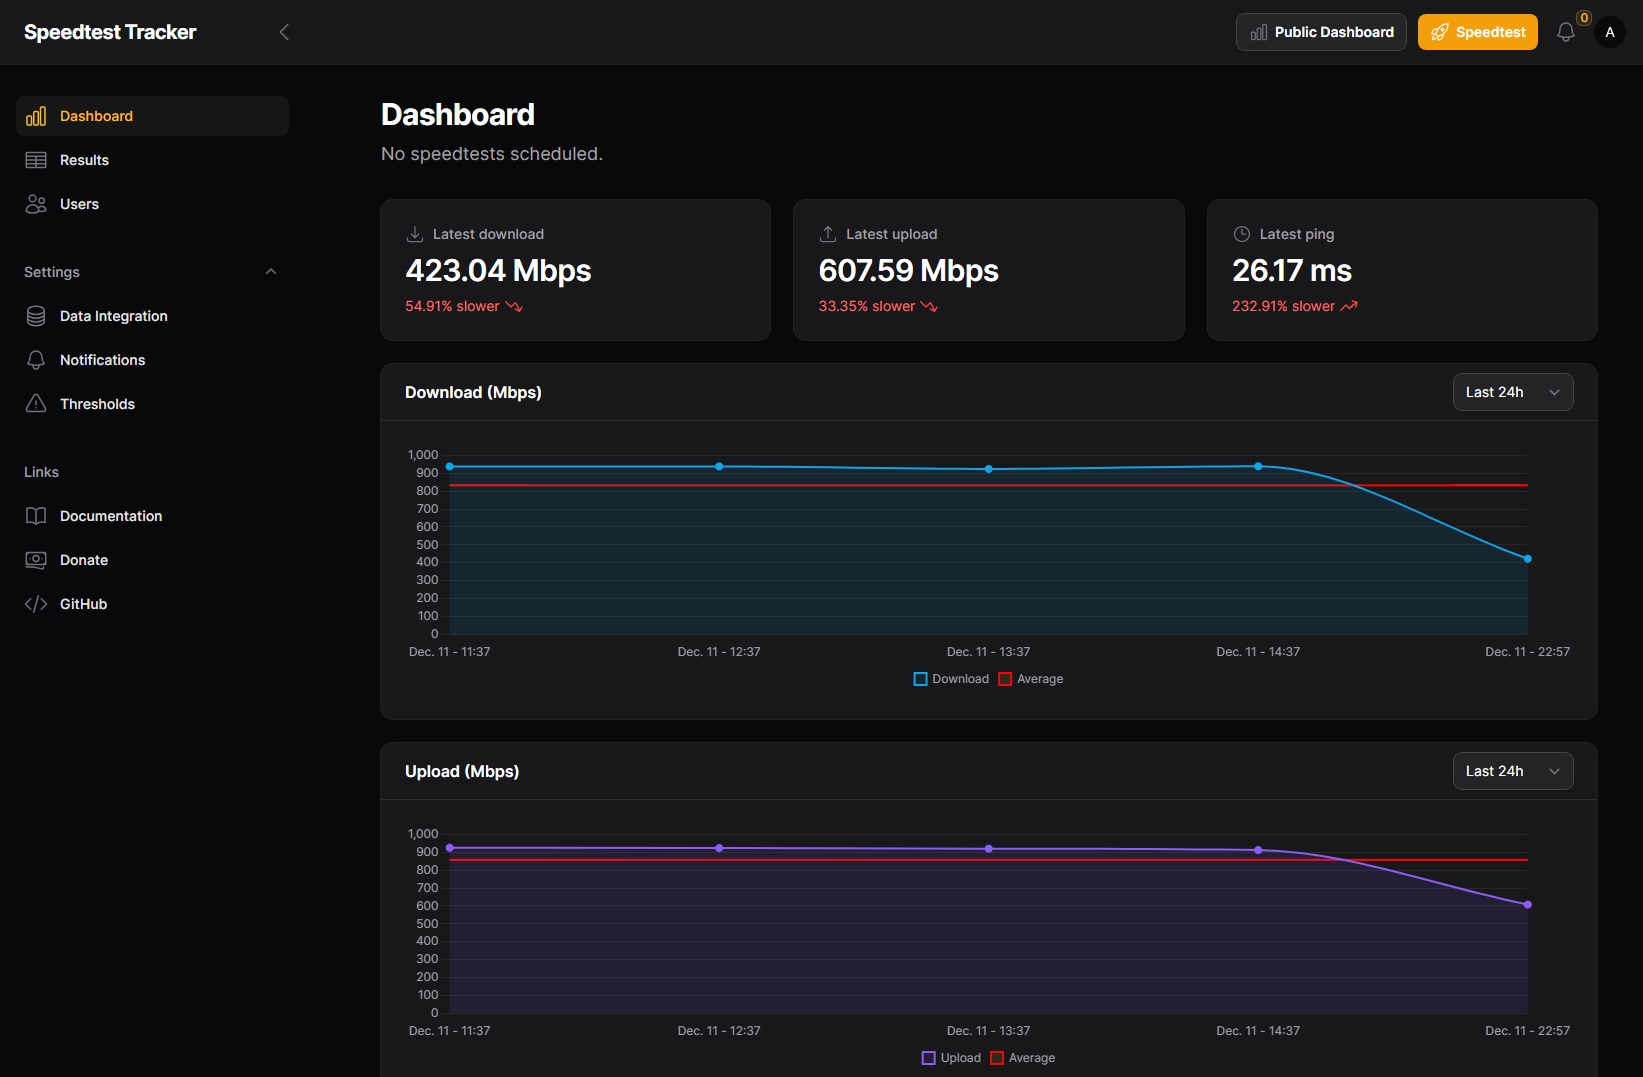 Speedtest Tracker
Public Dashboard
Speedtest
0
A
Dashboard
Results
Users
Settings
Data Integration
Notifications
Thresholds
Links
Documentation
Donate
GitHub
Dashboard
No speedtests scheduled.
Latest download
423.04 Mbps
54.91% slower
Latest upload
607.59 Mbps
33.35% slower
Latest ping
26.17 ms
232.91% slower
Download (Mbps)
Last 24h
1,000
900
800
700
600
500
400
300
200
100
0
Dec. 11 - 11:37 Dec. 11 - 12:37 Dec. 11 - 13:37 Dec. 11 - 14:37 Dec. 11 - 22:57
Download Average
Upload (Mbps)
Last 24h
1,000
900
800
700
600
500
400
300
200
100
0
Dec. 11 - 11:37 Dec. 11 - 12:37 Dec. 11 - 13:37 Dec. 11 - 14:37 Dec. 11 - 22:57
Upload Average